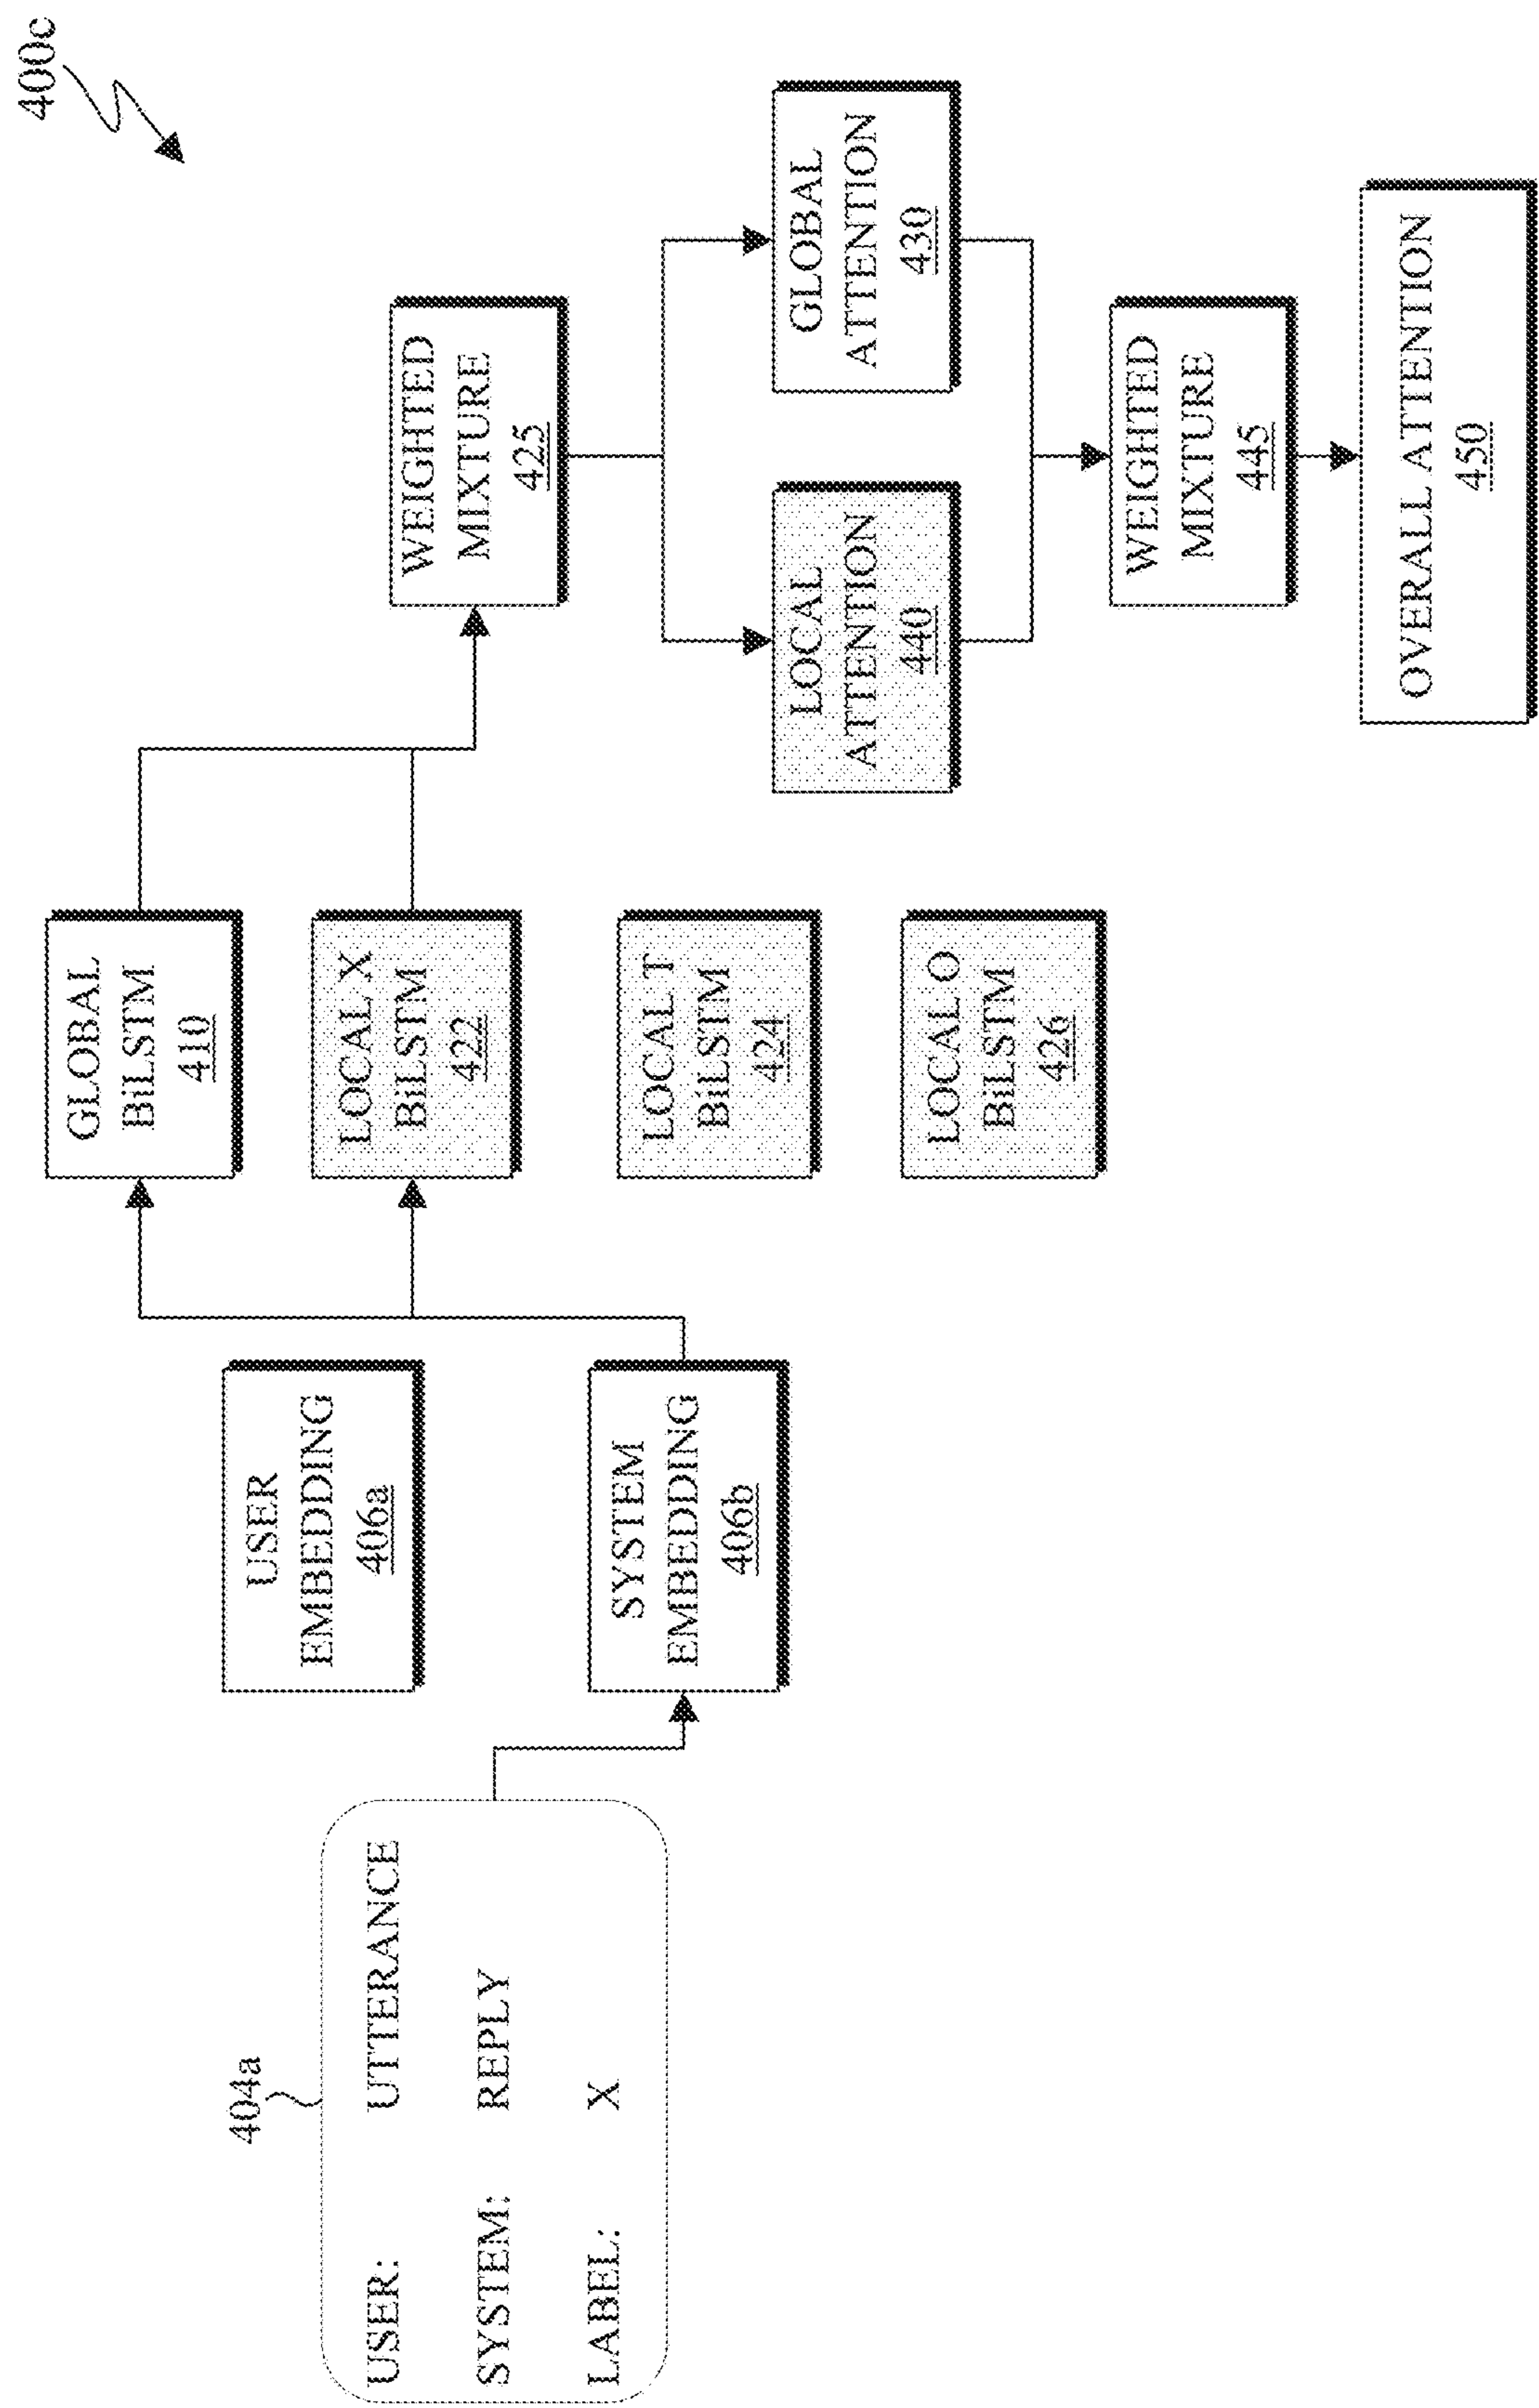 400c
404a
USER: UTTERANCE
SYSTEM: REPLY
LABEL: X
USER
EMBEDDING
406a
SYSTEM
EMBEDDING
406b
GLOBAL
BiLSTM
410
LOCAL X
BiLSTM
422
LOCAL T
BiLSTM
424
LOCAL O
BiLSTM
426
WEIGHTED
MIXTURE
425
LOCAL
ATTENTION
440
GLOBAL
ATTENTION
430
WEIGHTED
MIXTURE
445
OVERALL ATTENTION
450